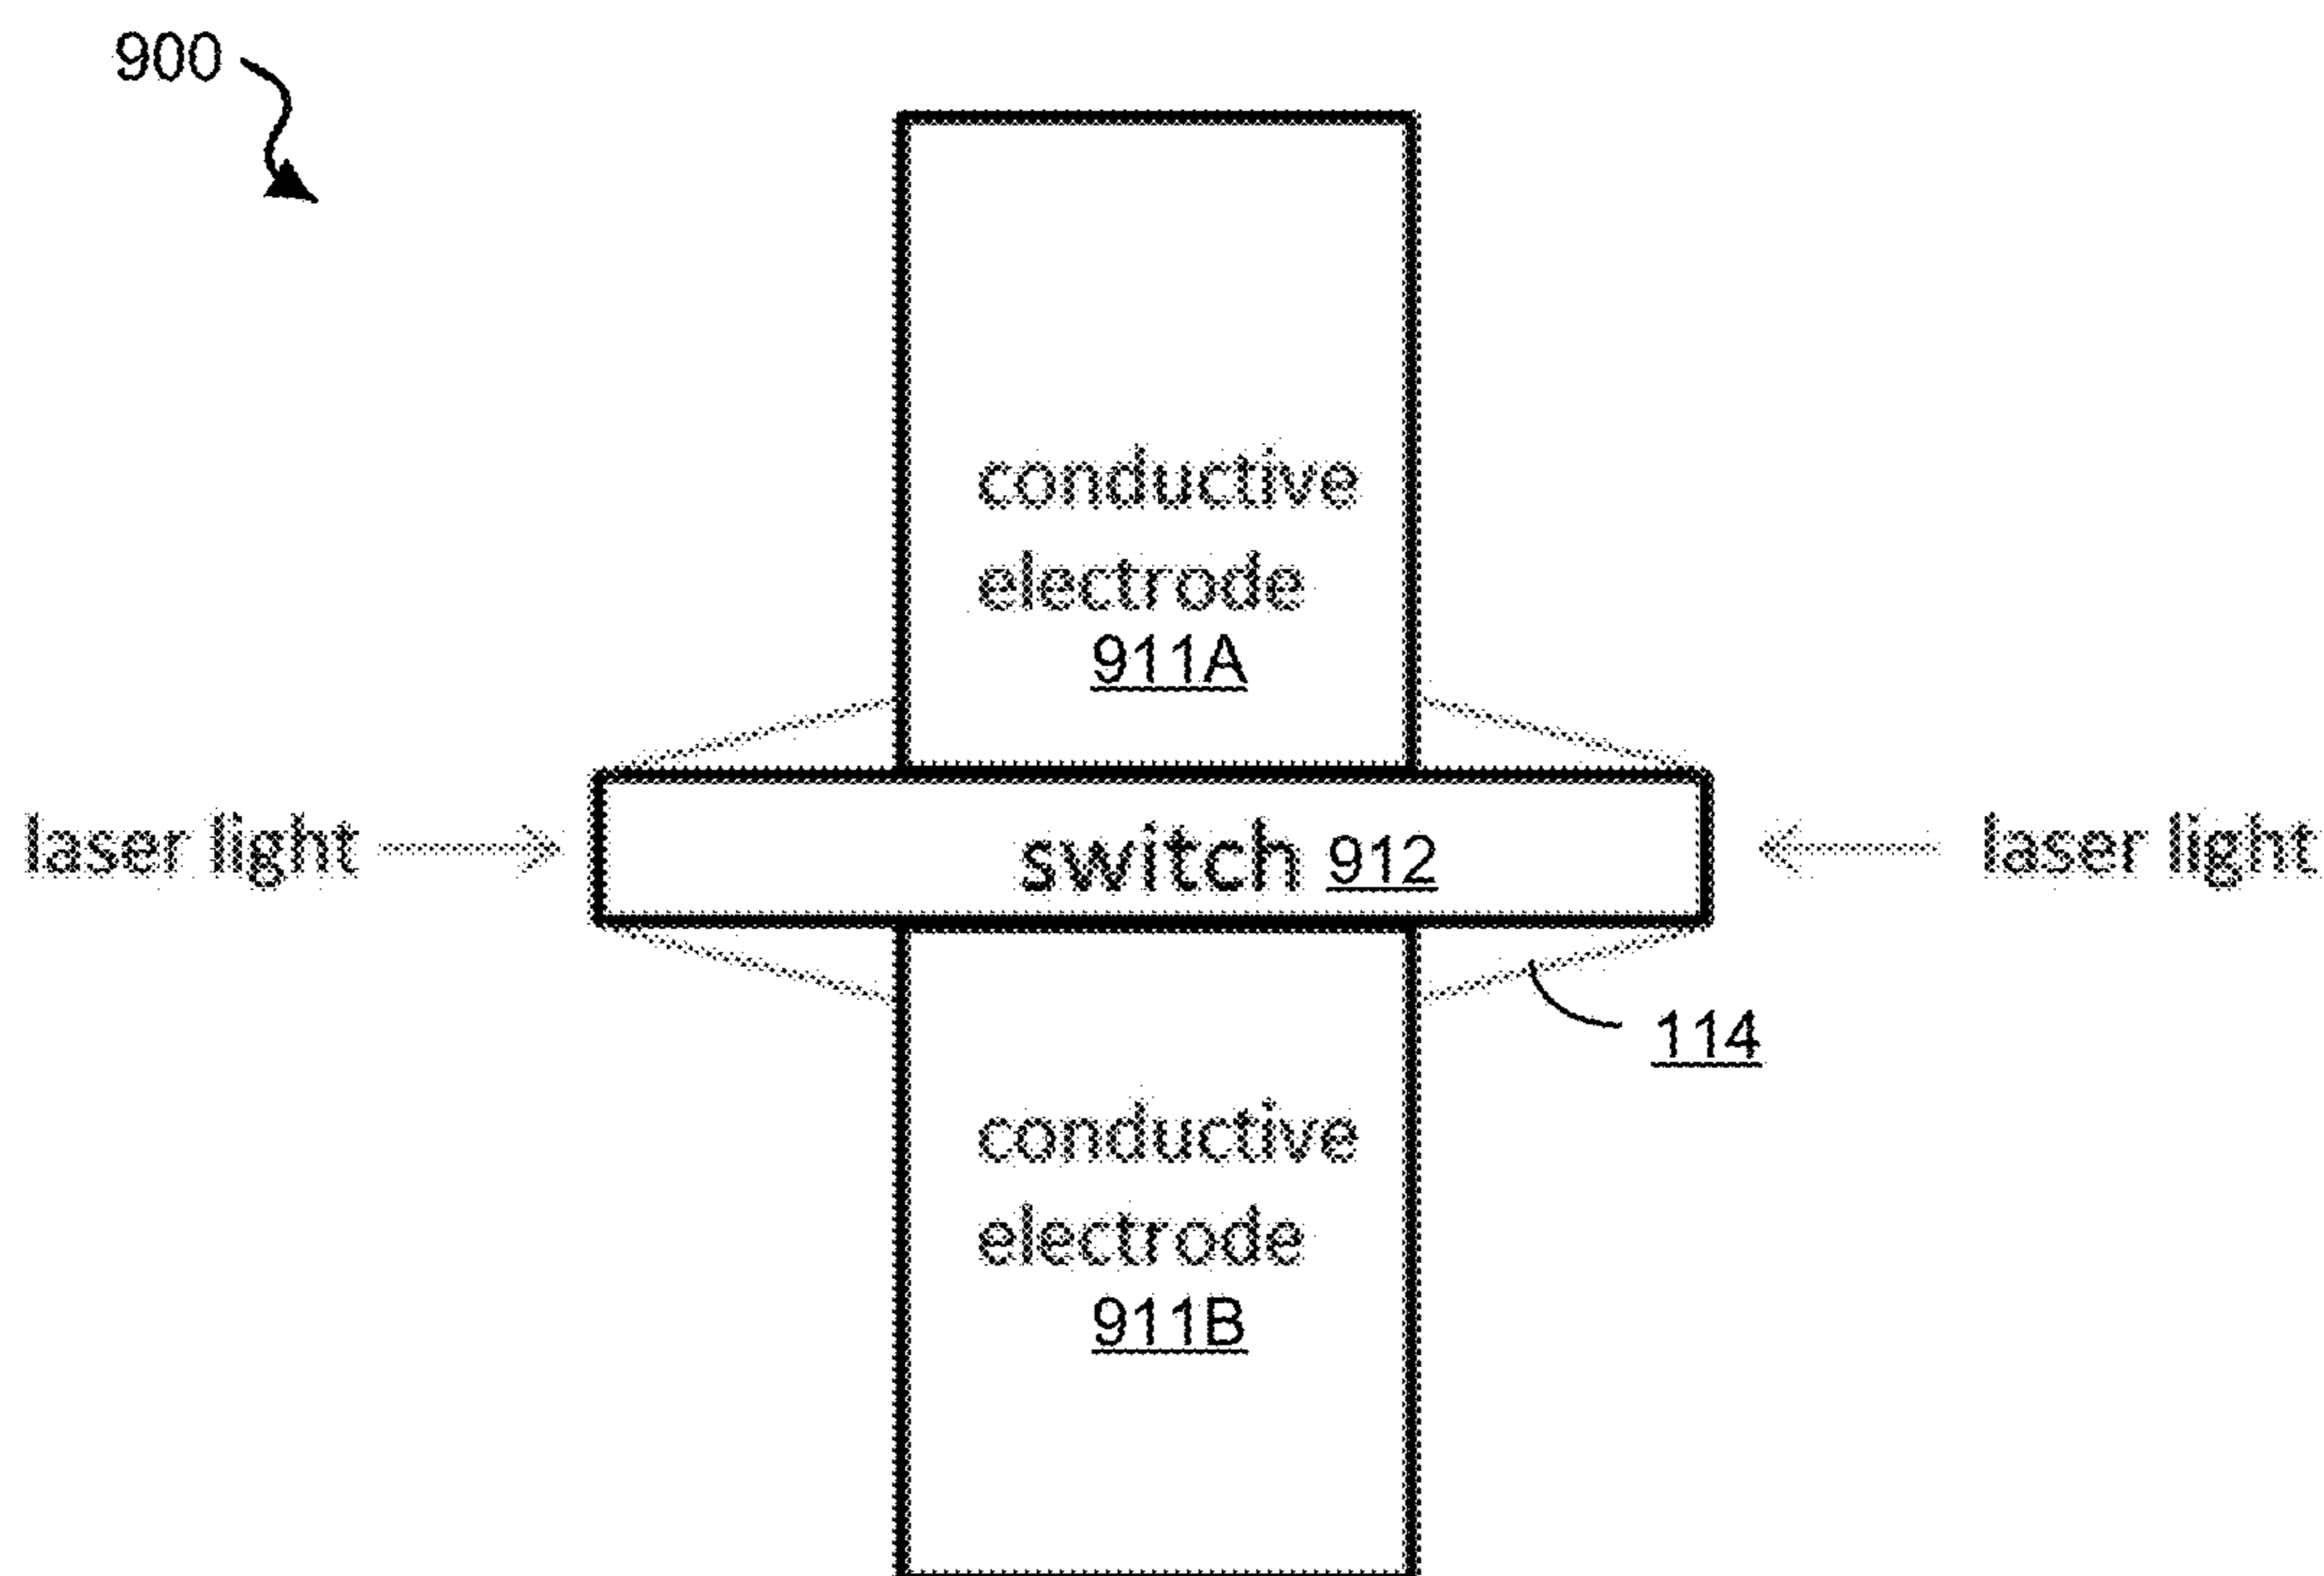 900
conductive
electrode
911A
laser light
switch 912
laser light
114
conductive
electrode
911B